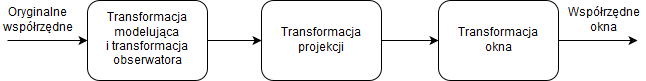 Oryginalne
współrzędne
Transformacja
modelująca
i transformacja
obserwatora
Transformacja
projekcji
Transformacja
okna
Współrzędne
okna